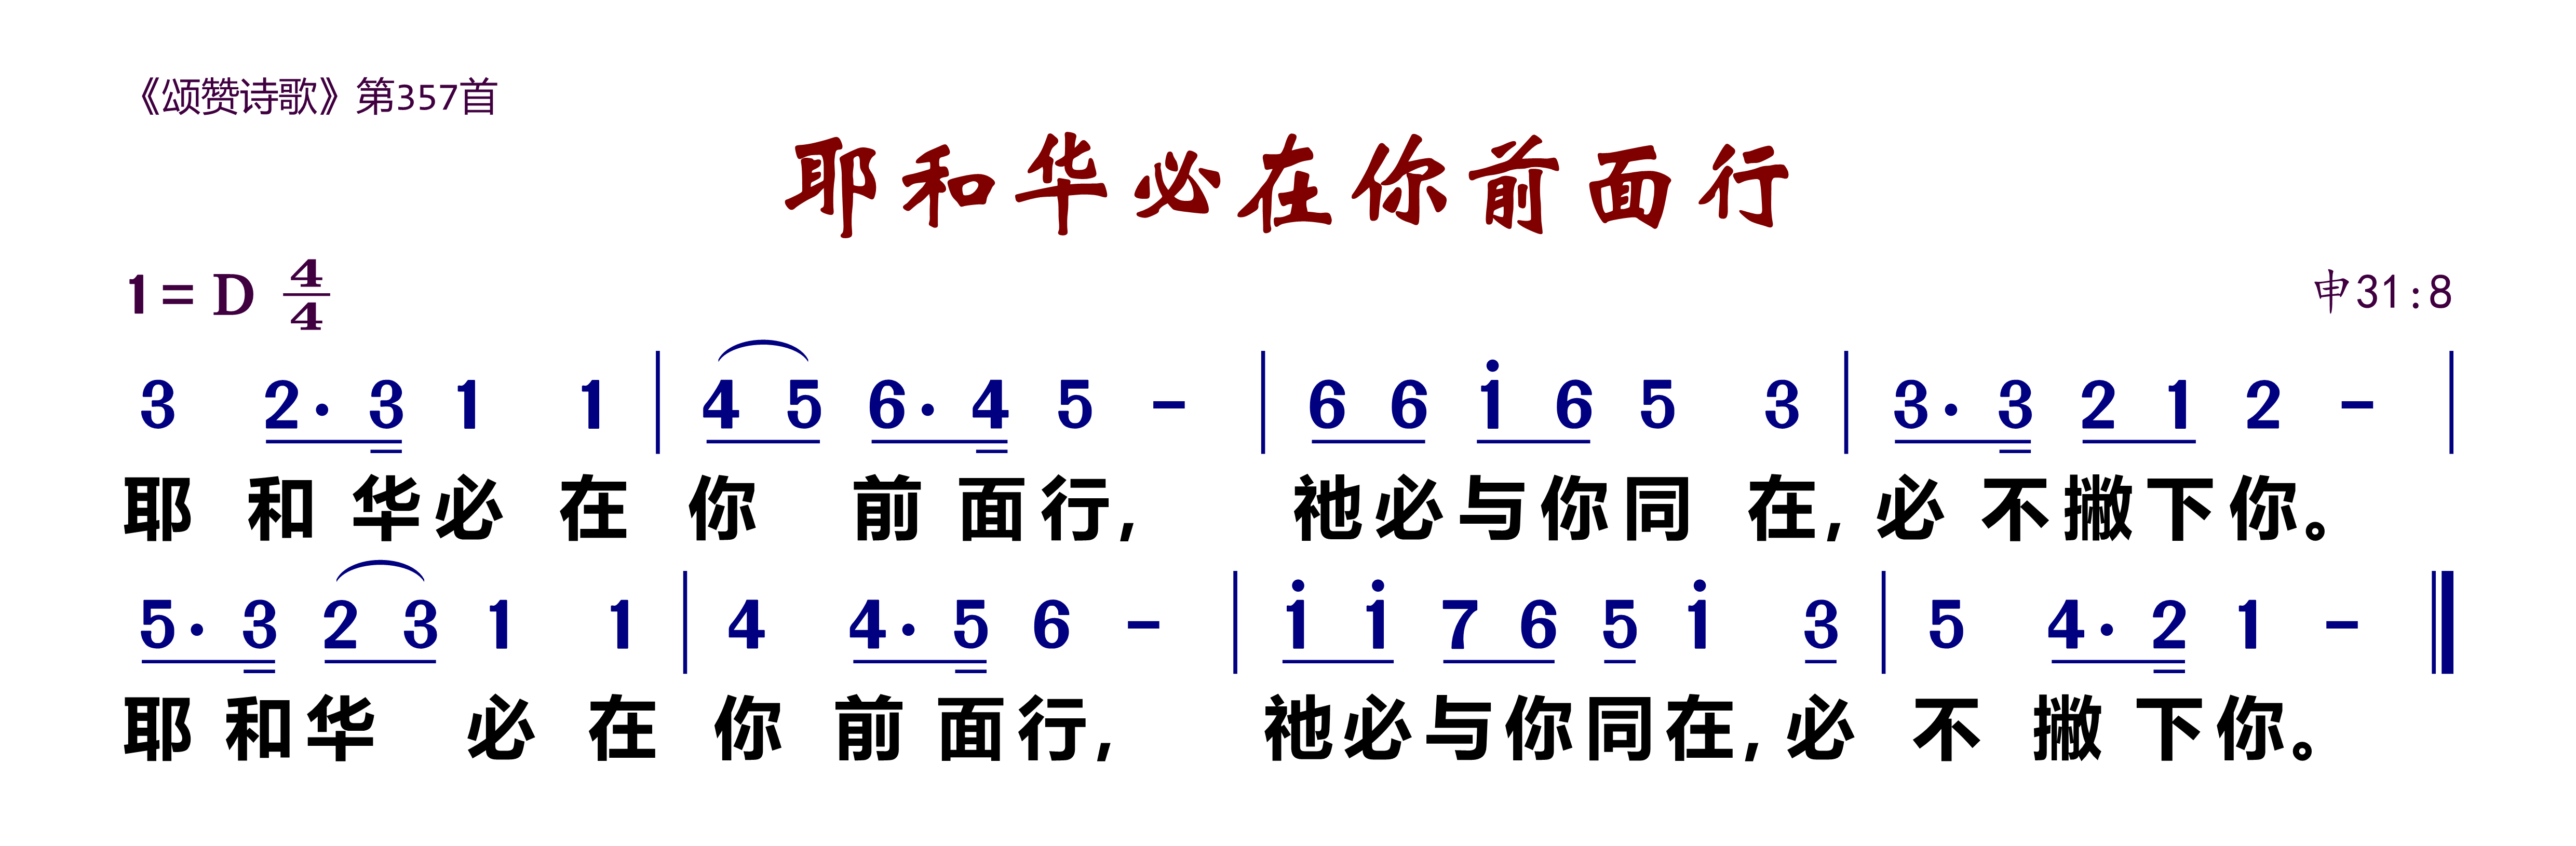 《颂赞诗歌》第357首
耶和华必在你前面行
1 = D 4/4
申31:8
3 2· 3 1 1 | 4 5 6· 4 5 – | 6 6 i 6 5 3 | 3· 3 2 1 2 – |
耶 和 华 必 在 你 前 面 行, 祂 必 与 你 同 在, 必 不 撇 下 你。
5· 3 2 3 1 1 | 4 4· 5 6 – | i i 7 6 5 i 3 | 5 4· 2 1 – ‖
耶 和 华 必 在 你 前 面 行, 祂 必 与 你 同 在, 必 不 撇 下 你。